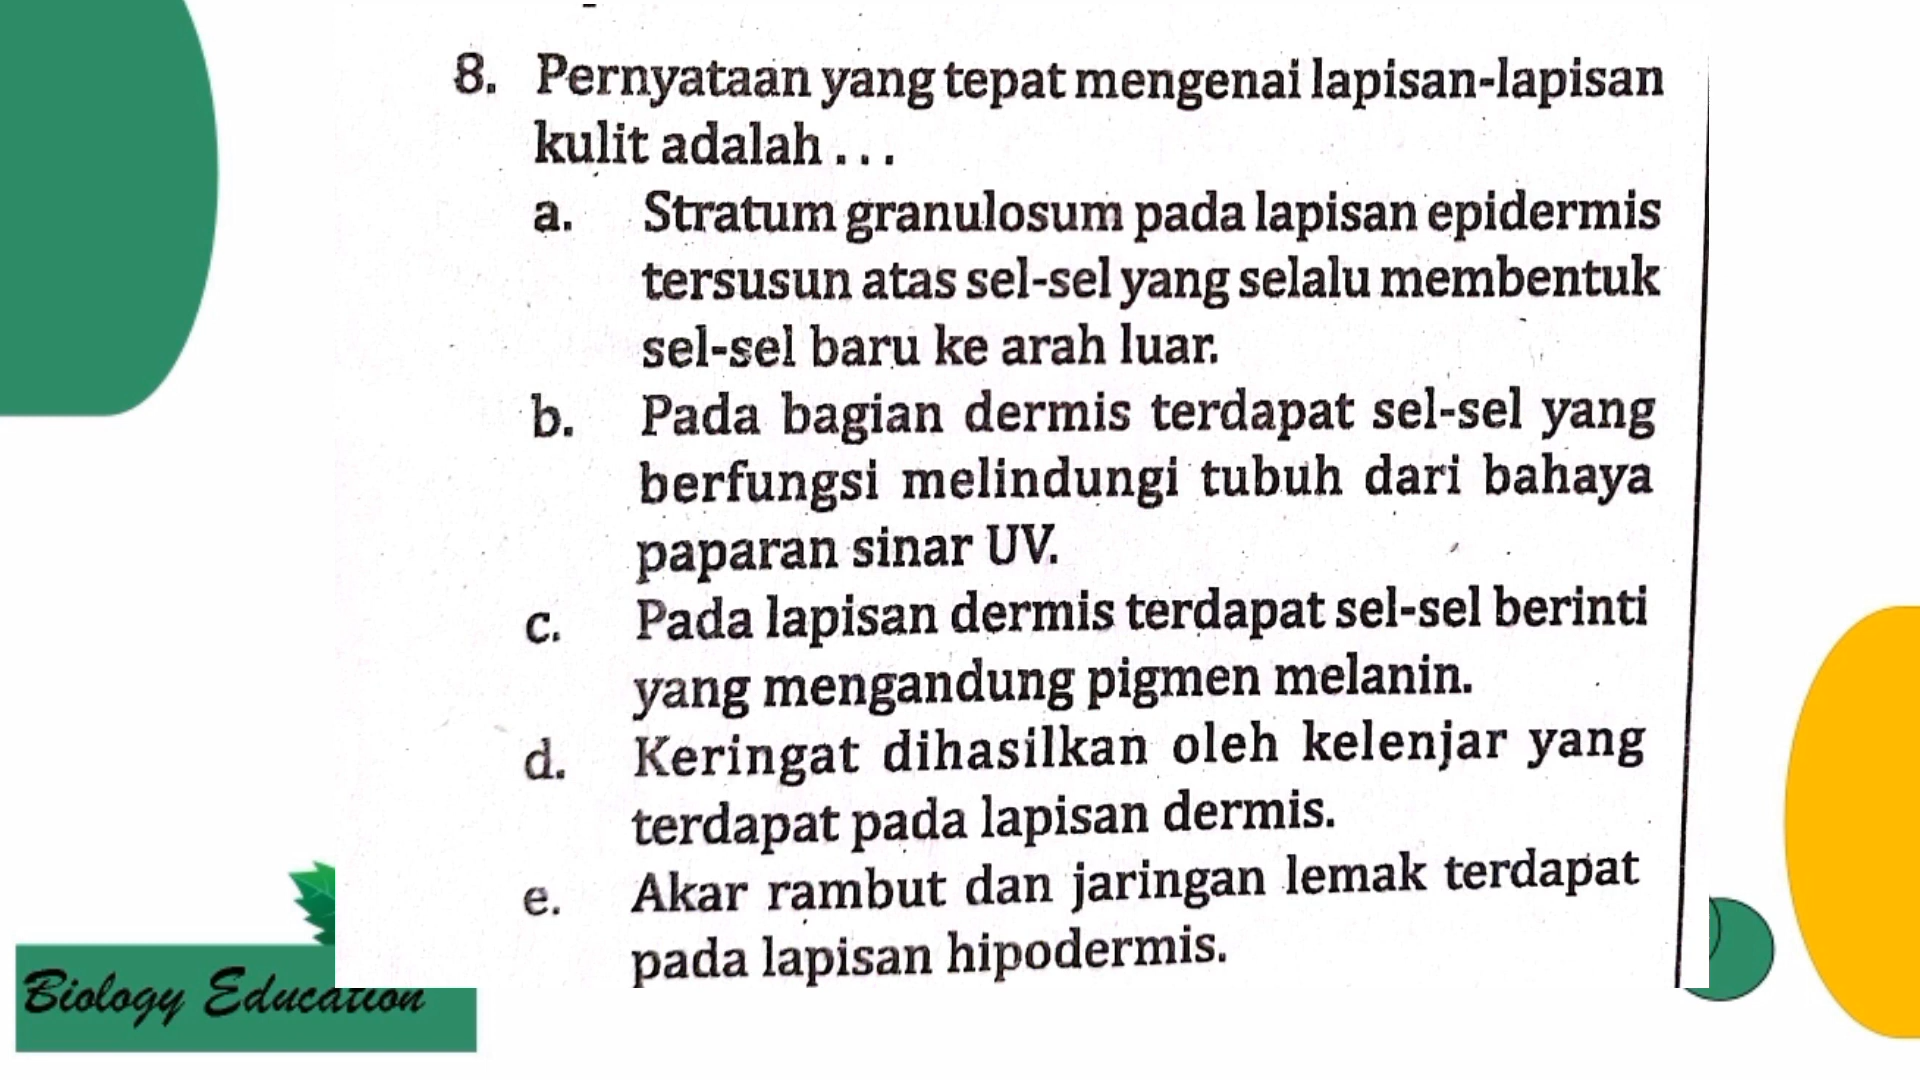 8. Pernyataan yang tepat mengenai lapisan-lapisan
kulit adalah . . .
a. Stratum granulosum pada lapisan epidermis
tersusun atas sel-sel yang selalu membentuk
sel-sel baru ke arah luar.
b. Pada bagian dermis terdapat sel-sel yang
berfungsi melindungi tubuh dari bahaya
paparan sinar UV.
c. Pada lapisan dermis terdapat sel-sel berinti
yang mengandung pigmen melanin.
d. Keringat dihasilkan oleh kelenjar yang
terdapat pada lapisan dermis.
e. Akar rambut dan jaringan lemak terdapat
pada lapisan hipodermis.
Biology Education